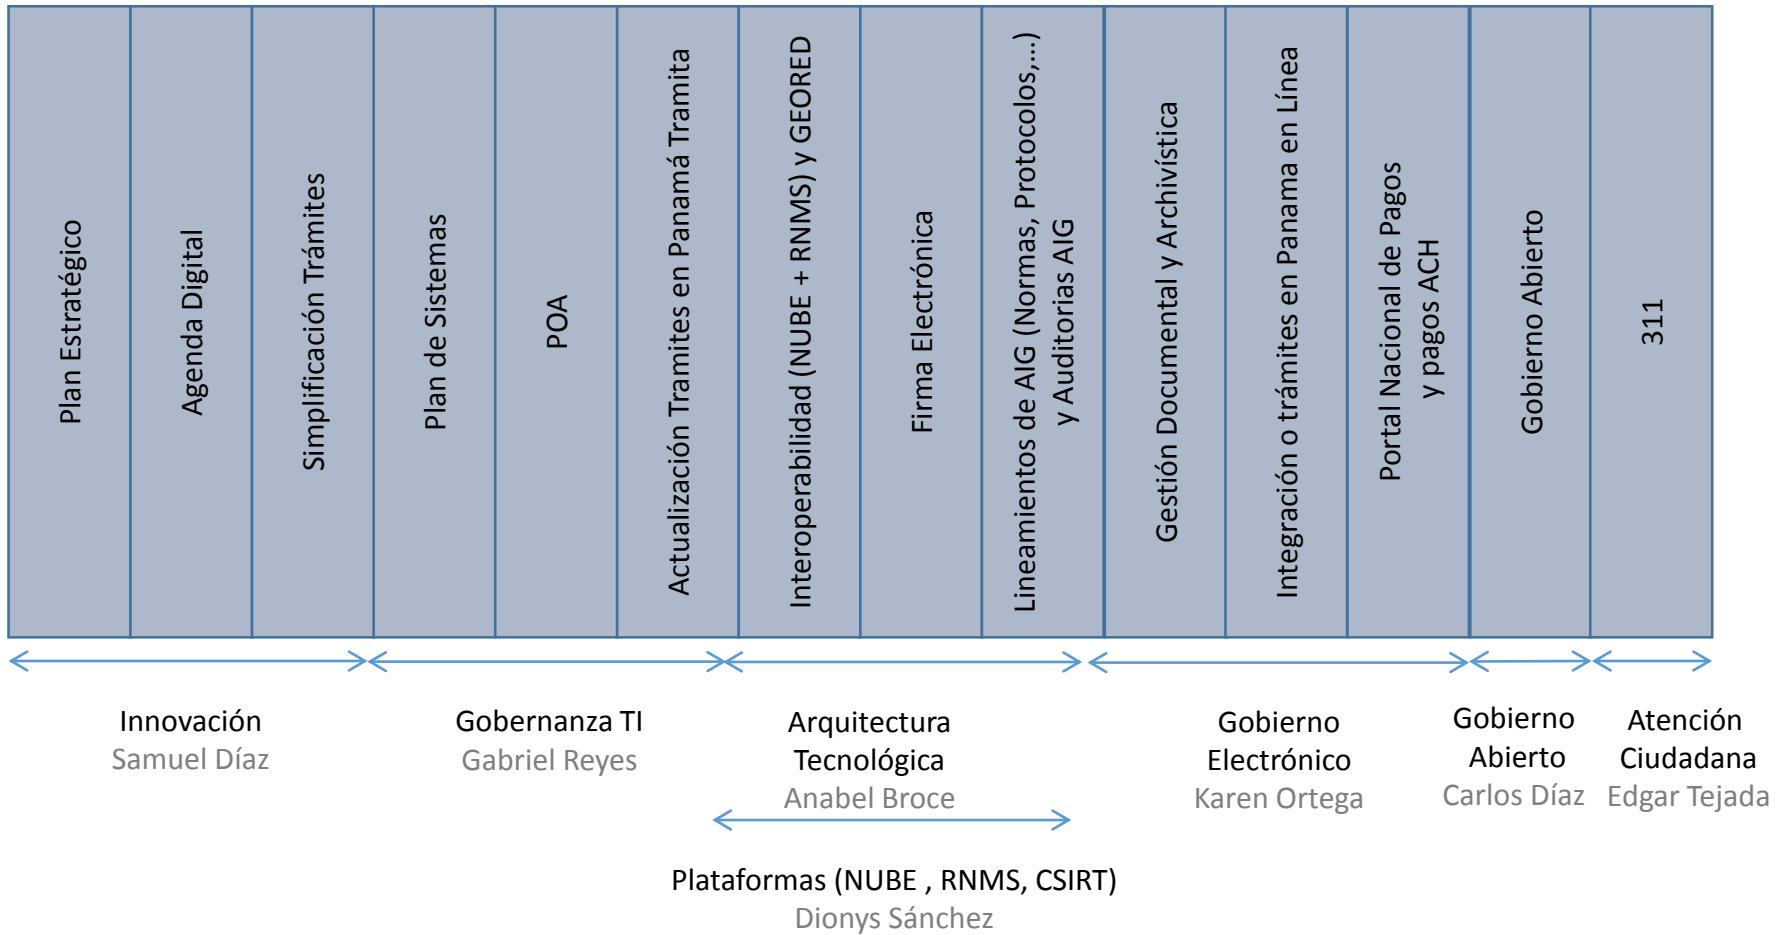 Plan Estratégico
Agenda Digital
Simplificación Trámites
Plan de Sistemas
POA
Actualización Tramites en Panamá Tramita
Interoperabilidad (NUBE + RNMS) y GEORED
Firma Electrónica
Lineamientos de AIG (Normas, Protocolos,...)
y Auditorias AIG
Gestión Documental y Archivística
Integración o trámites en Panama en Línea
Portal Nacional de Pagos
y pagos ACH
Gobierno Abierto
311
Innovación
Samuel Díaz
Gobernanza TI
Gabriel Reyes
Arquitectura
Tecnológica
Anabel Broce
Gobierno
Electrónico
Karen Ortega
Gobierno
Abierto
Carlos Díaz
Atención
Ciudadana
Edgar Tejada
Plataformas (NUBE , RNMS, CSIRT)
Dionys Sánchez